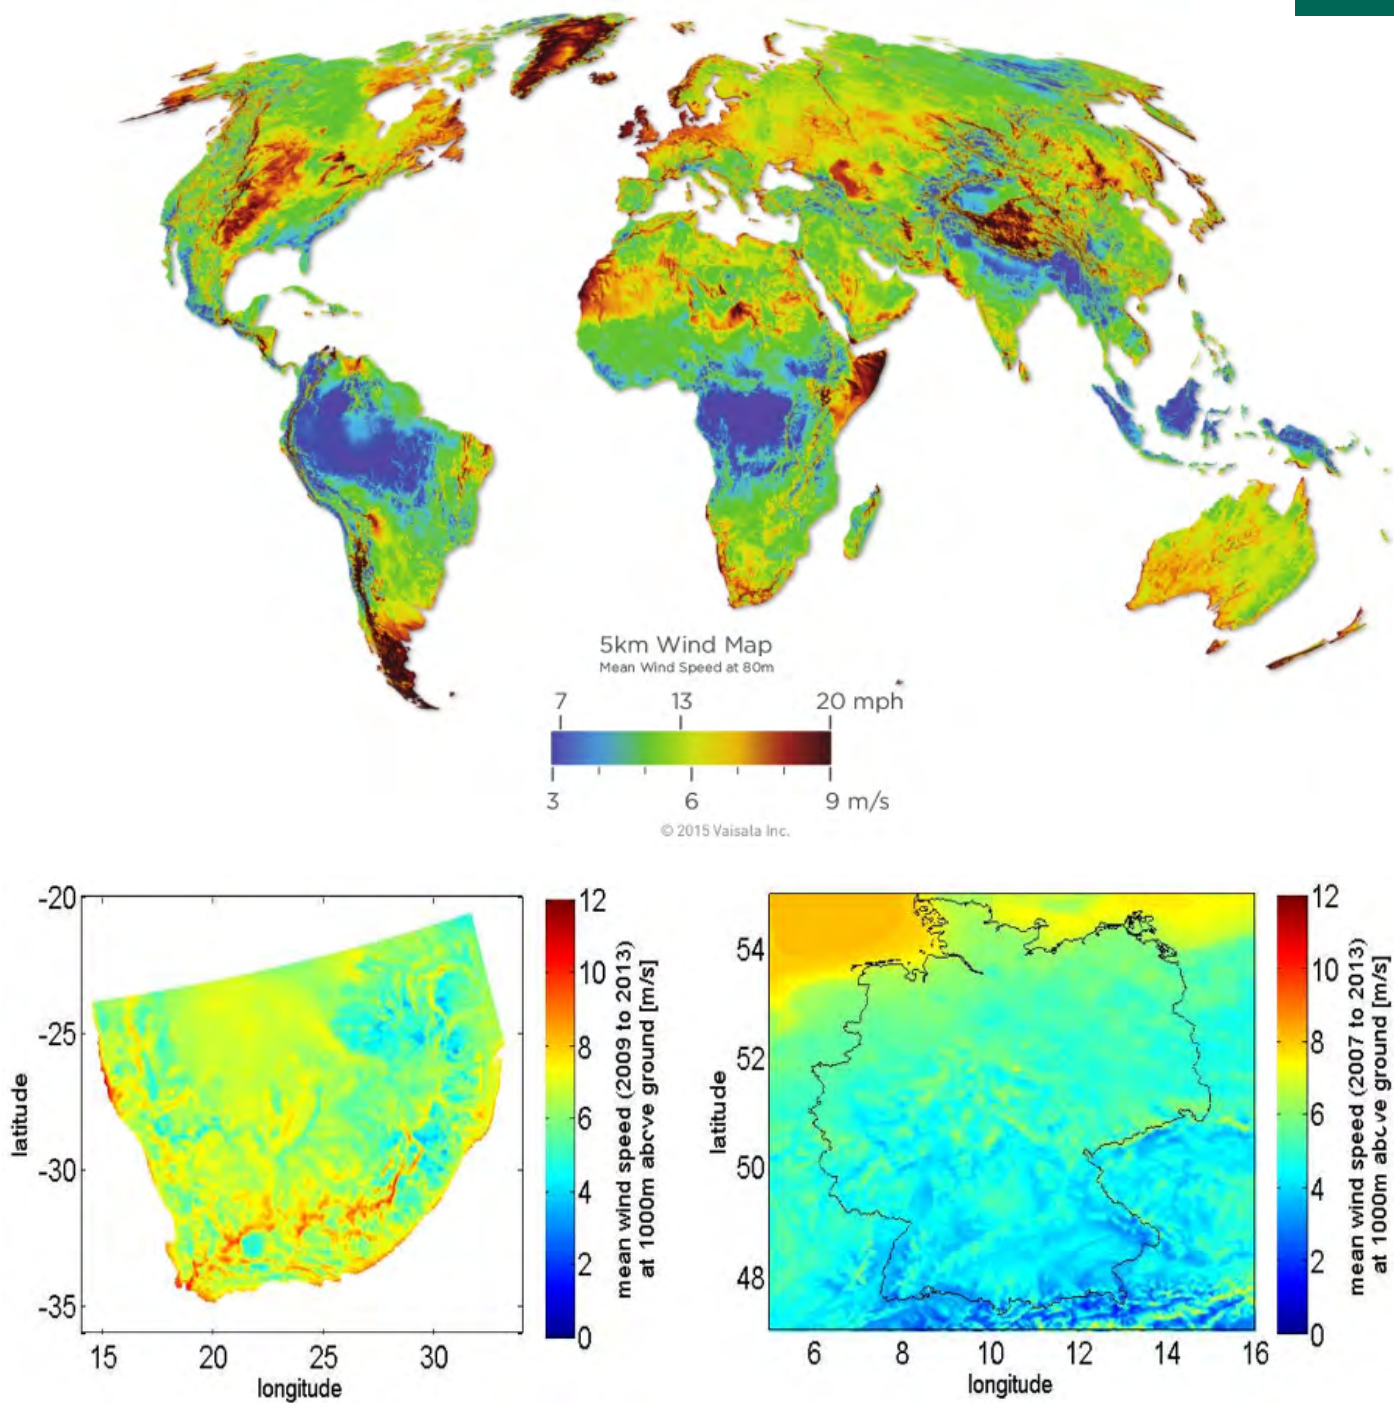 5km Wind Map
Mean Wind Speed at 80m
7 13 20 mph
3 6 9 m/s
© 2015 Vaisala Inc.
-20
-25
-30
-35
latitude
15 20 25 30
longitude
12
10
8
6
4
2
0
mean wind speed (2009 to 2013)
at 1000m above ground [m/s]
54
52
50
48
latitude
6 8 10 12 14 16
longitude
12
10
8
6
4
2
0
mean wind speed (2007 to 2013)
at 1000m above ground [m/s]